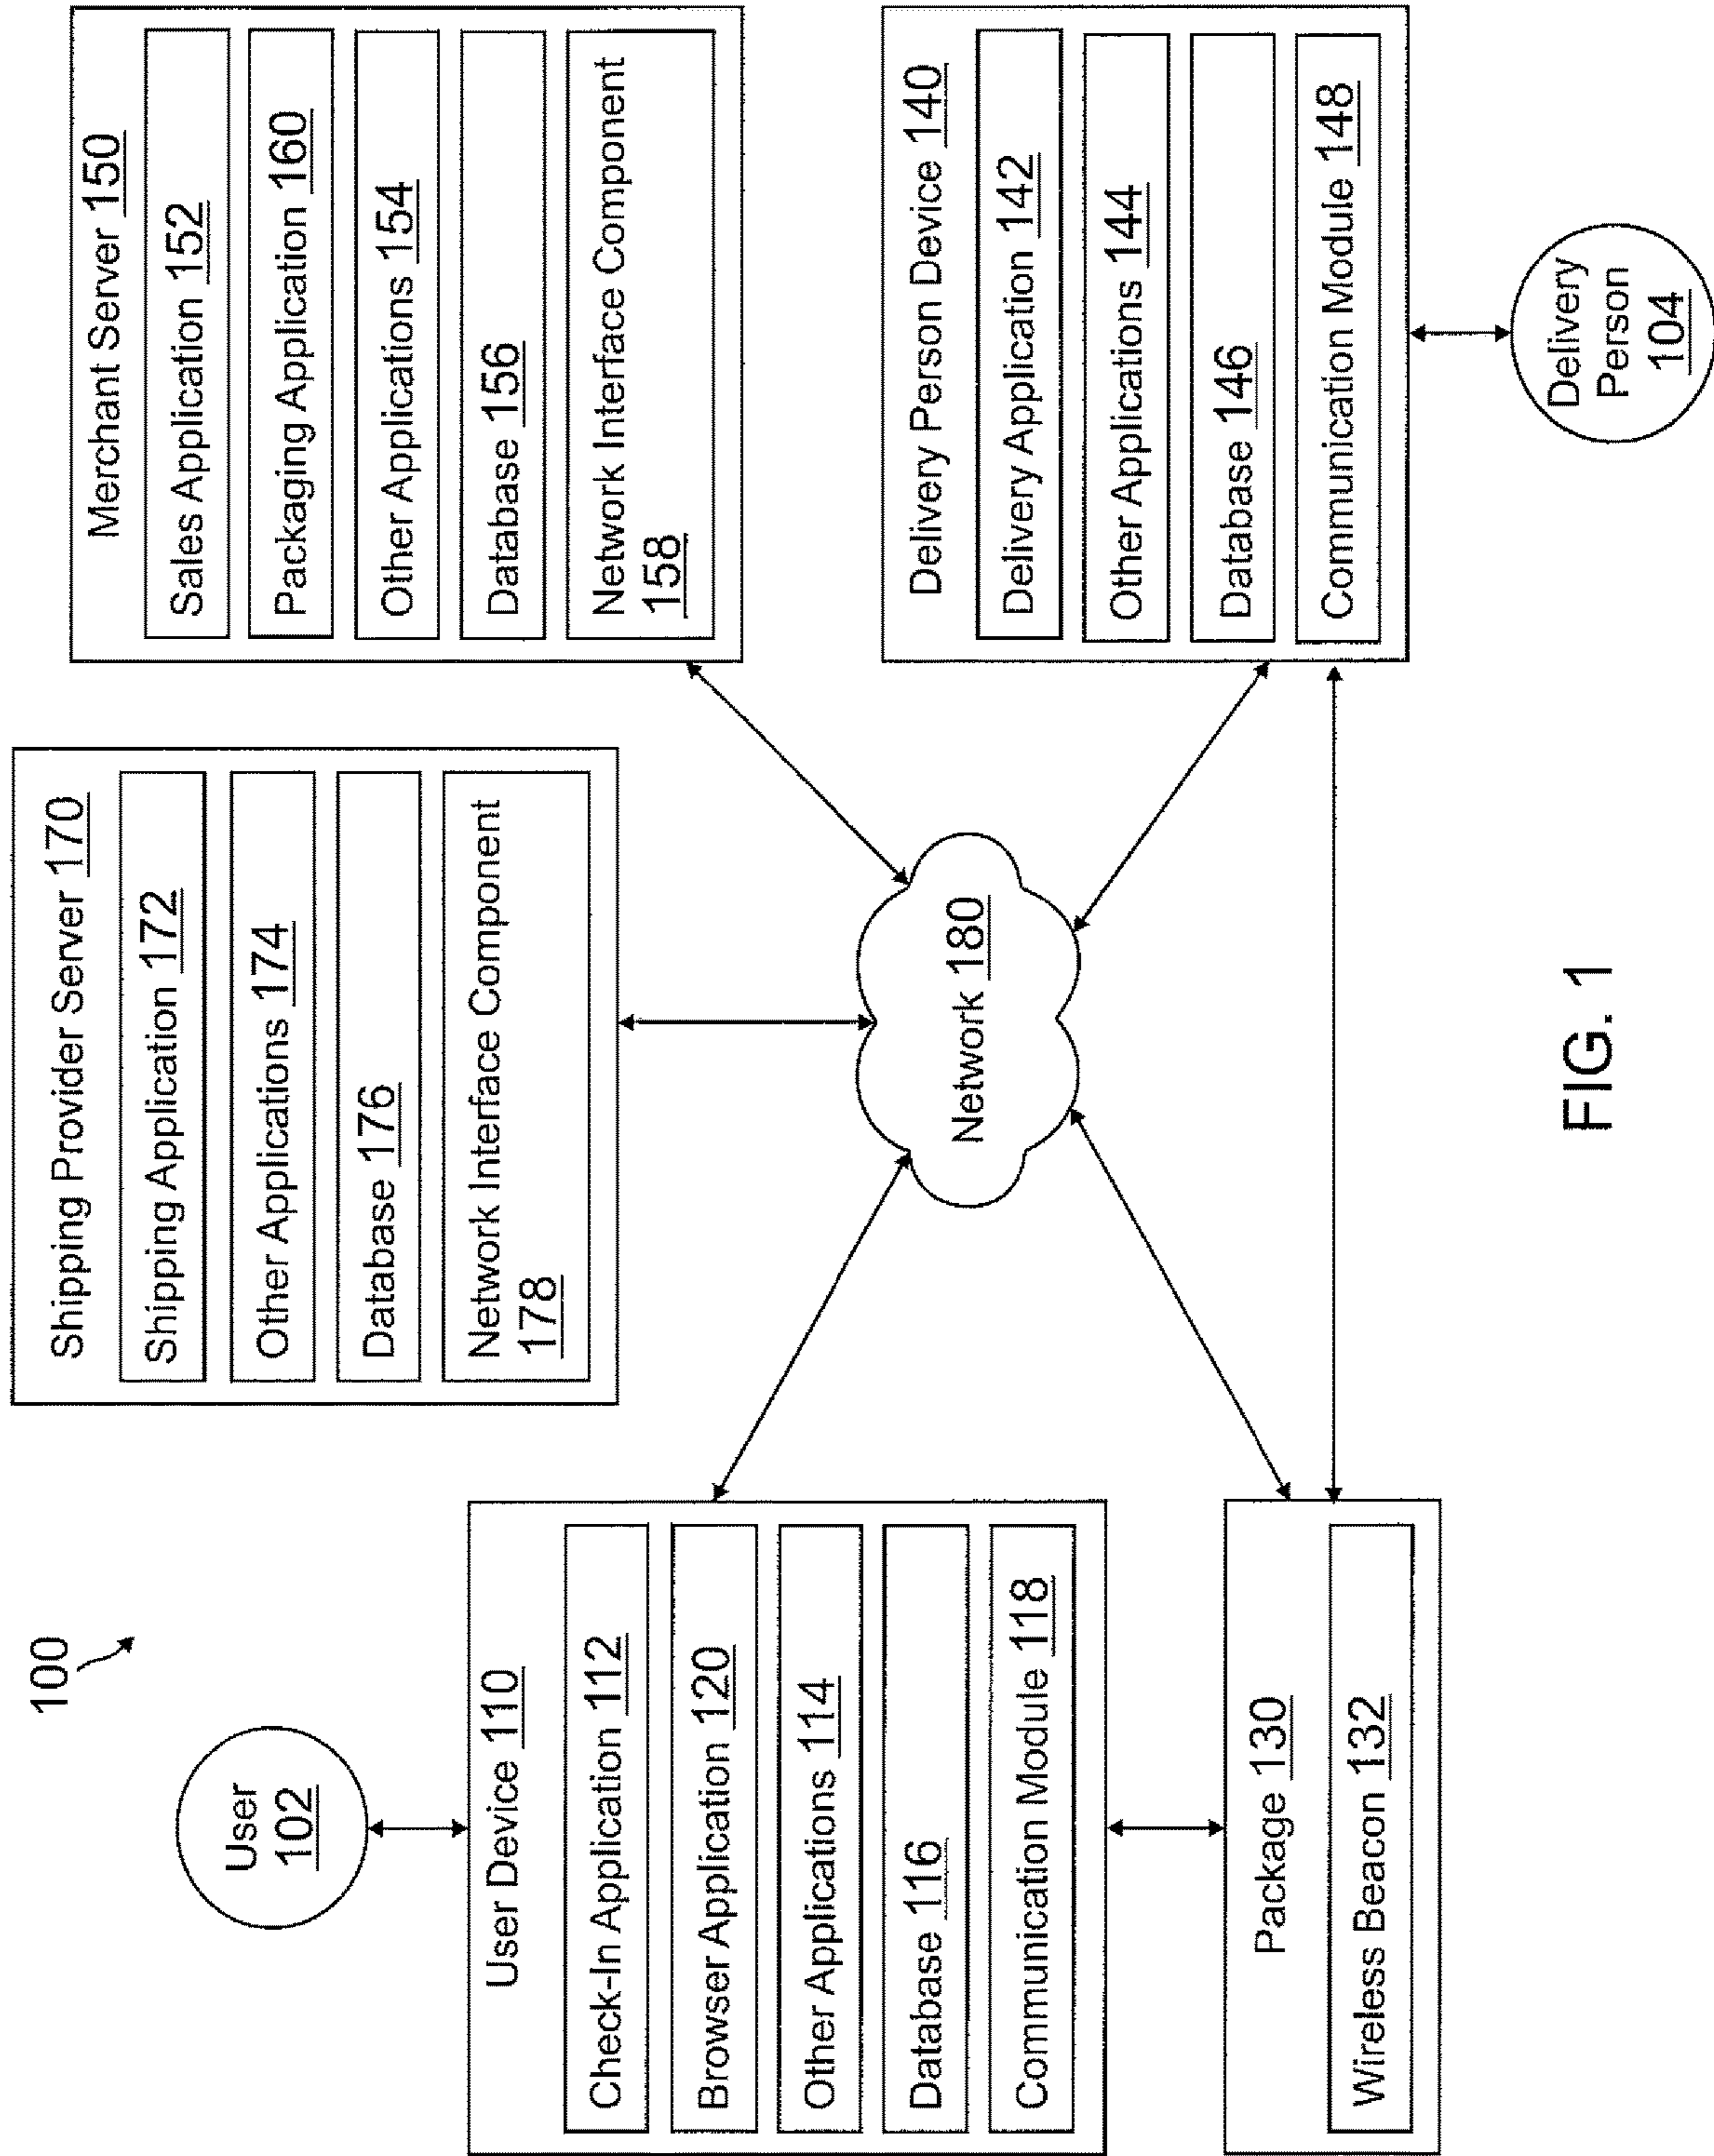 100
User
102
User Device 110
Check-In Application 112
Browser Application 120
Other Applications 114
Database 116
Communication Module 118
Package 130
Wireless Beacon 132
Shipping Provider Server 170
Shipping Application 172
Other Applications 174
Database 176
Network Interface Component
178
Network 180
Merchant Server 150
Sales Application 152
Packaging Application 160
Other Applications 154
Database 156
Network Interface Component
158
Delivery Person Device 140
Delivery Application 142
Other Applications 144
Database 146
Communication Module 148
Delivery
Person
104
FIG. 1